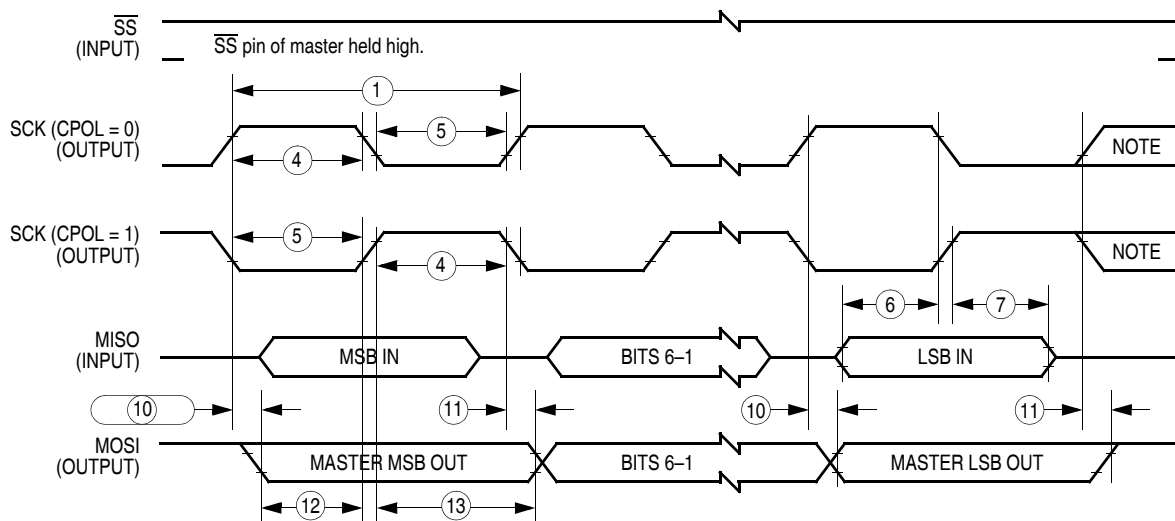 SS
(INPUT)
SS pin of master held high.
1
SCK (CPOL = 0)
(OUTPUT)
5
4
NOTE
SCK (CPOL = 1)
(OUTPUT)
5
4
NOTE
6
7
MISO
(INPUT)
MSB IN
BITS 6–1
LSB IN
10
11
10
11
MOSI
(OUTPUT)
MASTER MSB OUT
BITS 6–1
MASTER LSB OUT
12
13